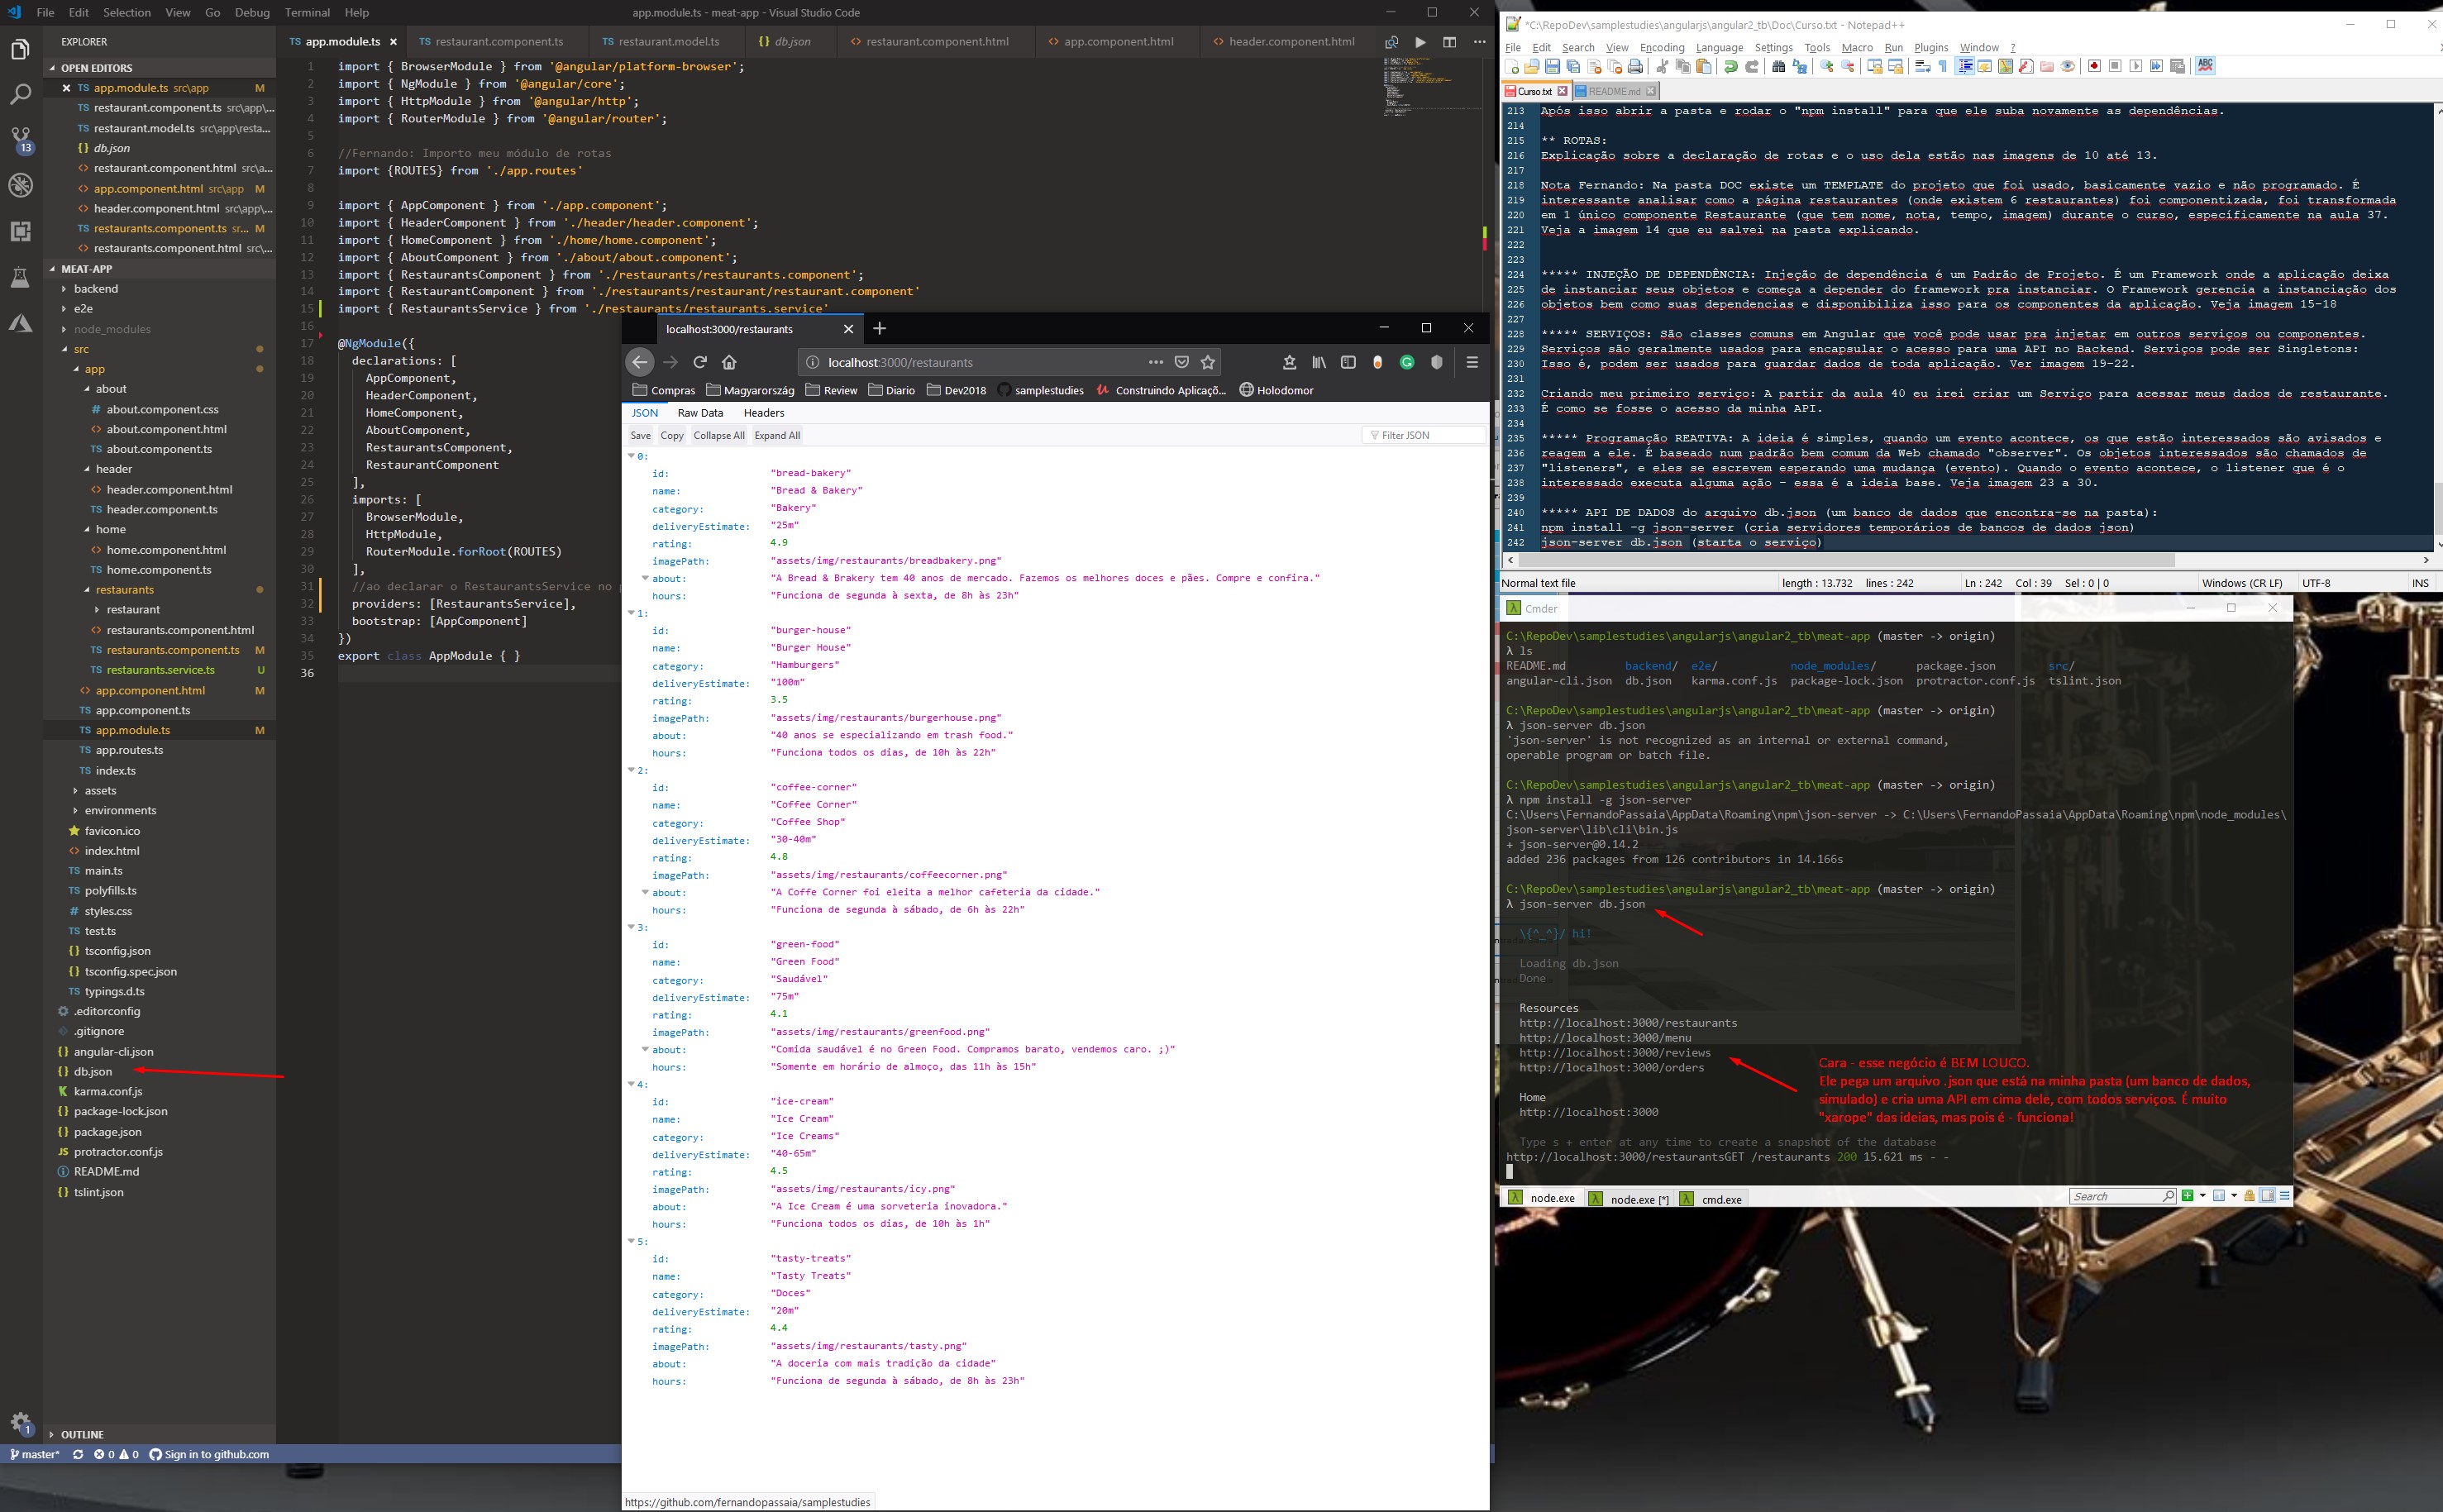 File Edit Selection View Go Debug Terminal Help
app.module.ts - meat-app - Visual Studio Code
EXPLORER
OPEN EDITORS
TS app.module.ts src\app M
TS restaurant.component.ts src\app\...
TS restaurant.model.ts src\app\resta...
{} db.json
<> restaurant.component.html src\a...
<> app.component.html src\app M
<> header.component.html src\app\...
TS restaurants.component.ts sr... M
<> restaurants.component.html src\...
MEAT-APP
backend
e2e
node_modules
src
app
about
# about.component.css
<> about.component.html
TS about.component.ts
header
<> header.component.html
TS header.component.ts
home
<> home.component.html
TS home.component.ts
restaurants
restaurant
<> restaurants.component.html
TS restaurants.component.ts M
TS restaurants.service.ts U
<> app.component.html M
TS app.component.ts
TS app.module.ts M
TS app.routes.ts
TS index.ts
assets
environments
favicon.ico
<> index.html
TS main.ts
TS polyfills.ts
# styles.css
TS test.ts
{} tsconfig.json
{} tsconfig.spec.json
TS typings.d.ts
.editorconfig
.gitignore
{} angular-cli.json
{} db.json
karma.conf.js
{} package-lock.json
{} package.json
JS protractor.conf.js
README.md
{} tslint.json
OUTLINE
13
1
master* 0 0 Sign in to github.com
TS app.module.ts TS restaurant.component.ts TS restaurant.model.ts {} db.json <> restaurant.component.html <> app.component.html <> header.component.html
1 import { BrowserModule } from '@angular/platform-browser';
2 import { NgModule } from '@angular/core';
3 import { HttpModule } from '@angular/http';
4 import { RouterModule } from '@angular/router';
5
6 //Fernando: Importo meu módulo de rotas
7 import {ROUTES} from './app.routes'
8
9 import { AppComponent } from './app.component';
10 import { HeaderComponent } from './header/header.component';
11 import { HomeComponent } from './home/home.component';
12 import { AboutComponent } from './about/about.component';
13 import { RestaurantsComponent } from './restaurants/restaurants.component';
14 import { RestaurantComponent } from './restaurants/restaurant/restaurant.component'
15 import { RestaurantsService } from './restaurants/restaurants.service'
16
17 @NgModule({
18 declarations: [
19 AppComponent,
20 HeaderComponent,
21 HomeComponent,
22 AboutComponent,
23 RestaurantsComponent,
24 RestaurantComponent
25 ],
26 imports: [
27 BrowserModule,
28 HttpModule,
29 RouterModule.forRoot(ROUTES)
30 ],
31 //ao declarar o RestaurantsService no
32 providers: [RestaurantsService],
33 bootstrap: [AppComponent]
34 })
35 export class AppModule { }
36
localhost:3000/restaurants
localhost:3000/restaurants
Compras Magyarország Review Diario Dev2018 samplestudies Construindo Aplicaçõ... Holodomor
JSON Raw Data Headers
Save Copy Collapse All Expand All Filter JSON
0:
id: "bread-bakery"
name: "Bread & Bakery"
category: "Bakery"
deliveryEstimate: "25m"
rating: 4.9
imagePath: "assets/img/restaurants/breadbakery.png"
about: "A Bread & Brakery tem 40 anos de mercado. Fazemos os melhores doces e pães. Compre e confira."
hours: "Funciona de segunda à sexta, de 8h às 23h"
1:
id: "burger-house"
name: "Burger House"
category: "Hamburgers"
deliveryEstimate: "100m"
rating: 3.5
imagePath: "assets/img/restaurants/burgerhouse.png"
about: "40 anos se especializando em trash food."
hours: "Funciona todos os dias, de 10h às 22h"
2:
id: "coffee-corner"
name: "Coffee Corner"
category: "Coffee Shop"
deliveryEstimate: "30-40m"
rating: 4.8
imagePath: "assets/img/restaurants/coffeecorner.png"
about: "A Coffe Corner foi eleita a melhor cafeteria da cidade."
hours: "Funciona de segunda à sábado, de 6h às 22h"
3:
id: "green-food"
name: "Green Food"
category: "Saudável"
deliveryEstimate: "75m"
rating: 4.1
imagePath: "assets/img/restaurants/greenfood.png"
about: "Comida saudável é no Green Food. Compramos barato, vendemos caro. ;)"
hours: "Somente em horário de almoço, das 11h às 15h"
4:
id: "ice-cream"
name: "Ice Cream"
category: "Ice Creams"
deliveryEstimate: "40-65m"
rating: 4.5
imagePath: "assets/img/restaurants/icy.png"
about: "A Ice Cream é uma sorveteria inovadora."
hours: "Funciona todos os dias, de 10h às 1h"
5:
id: "tasty-treats"
name: "Tasty Treats"
category: "Doces"
deliveryEstimate: "20m"
rating: 4.4
imagePath: "assets/img/restaurants/tasty.png"
about: "A doceria com mais tradição da cidade"
hours: "Funciona de segunda à sábado, de 8h às 23h"
https://github.com/fernandopassaia/samplestudies
*C:\RepoDev\samplestudies\angularjs\angular2_tb\Doc\Curso.txt - Notepad++
File Edit Search View Encoding Language Settings Tools Macro Run Plugins Window ?
Curso.txt README.md
213 Após isso abrir a pasta e rodar o "npm install" para que ele suba novamente as dependências.
214
215 ** ROTAS:
216 Explicação sobre a declaração de rotas e o uso dela estão nas imagens de 10 até 13.
217
218 Nota Fernando: Na pasta DOC existe um TEMPLATE do projeto que foi usado, basicamente vazio e não programado. É
219 interessante analisar como a página restaurantes (onde existem 6 restaurantes) foi componentizada, foi transformada
220 em 1 único componente Restaurante (que tem nome, nota, tempo, imagem) durante o curso, específicamente na aula 37.
221 Veja a imagem 14 que eu salvei na pasta explicando.
222
223
224 ***** INJEÇÃO DE DEPENDÊNCIA: Injeção de dependência é um Padrão de Projeto. É um Framework onde a aplicação deixa
225 de instanciar seus objetos e começa a depender do framework pra instanciar. O Framework gerencia a instanciação dos
226 objetos bem como suas dependencias e disponibiliza isso para os componentes da aplicação. Veja imagem 15-18
227
228 ***** SERVIÇOS: São classes comuns em Angular que você pode usar pra injetar em outros serviços ou componentes.
229 Serviços são geralmente usados para encapsular o acesso para uma API no Backend. Serviços pode ser Singletons:
230 Isso é, podem ser usados para guardar dados de toda aplicação. Ver imagem 19-22.
231
232 Criando meu primeiro serviço: A partir da aula 40 eu irei criar um Serviço para acessar meus dados de restaurante.
233 É como se fosse o acesso da minha API.
234
235 ***** Programação REATIVA: A ideia é simples, quando um evento acontece, os que estão interessados são avisados e
236 reagem a ele. É baseado num padrão bem comum da Web chamado "observer". Os objetos interessados são chamados de
237 "listeners", e eles se escrevem esperando uma mudança (evento). Quando o evento acontece, o listener que é o
238 interessado executa alguma ação - essa é a ideia base. Veja imagem 23 a 30.
239
240 ***** API DE DADOS do arquivo db.json (um banco de dados que encontra-se na pasta):
241 npm install -g json-server (cria servidores temporários de bancos de dados json)
242 json-server db.json (starta o serviço)
Normal text file length : 13.732 lines : 242 Ln : 242 Col : 39 Sel : 0 | 0 Windows (CR LF) UTF-8 INS
Cmder
C:\RepoDev\samplestudies\angularjs\angular2_tb\meat-app (master -> origin)
λ ls
README.md backend/ e2e/ node_modules/ package.json src/
angular-cli.json db.json karma.conf.js package-lock.json protractor.conf.js tslint.json
C:\RepoDev\samplestudies\angularjs\angular2_tb\meat-app (master -> origin)
λ json-server db.json
'json-server' is not recognized as an internal or external command,
operable program or batch file.
C:\RepoDev\samplestudies\angularjs\angular2_tb\meat-app (master -> origin)
λ npm install -g json-server
C:\Users\FernandoPassaia\AppData\Roaming\npm\json-server -> C:\Users\FernandoPassaia\AppData\Roaming\npm\node_modules\
json-server\lib\cli\bin.js
+ json-server@0.14.2
added 236 packages from 126 contributors in 14.166s
C:\RepoDev\samplestudies\angularjs\angular2_tb\meat-app (master -> origin)
λ json-server db.json
\{^_^}/ hi!
Loading db.json
Done
Resources
http://localhost:3000/restaurants
http://localhost:3000/menu
http://localhost:3000/reviews
http://localhost:3000/orders
Home
http://localhost:3000
Type s + enter at any time to create a snapshot of the database
http://localhost:3000/restaurantsGET /restaurants 200 15.621 ms - -
Cara - esse negócio é BEM LOUCO.
Ele pega um arquivo .json que está na minha pasta (um banco de dados,
simulado) e cria uma API em cima dele, com todos serviços. É muito
"xarope" das ideias, mas pois é - funciona!
node.exe node.exe [*] cmd.exe Search